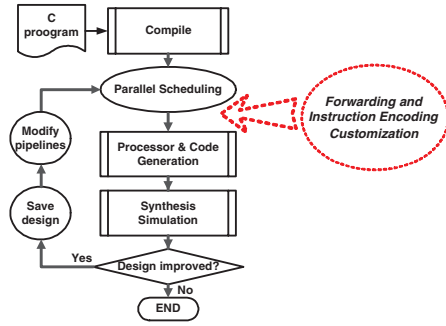 C
proogram
Compile
Parallel Scheduling
Forwarding and
Instruction Encoding
Customization
Modify
pipelines
Processor & Code
Generation
Save
design
Synthesis
Simulation
Yes
Design improved?
No
END